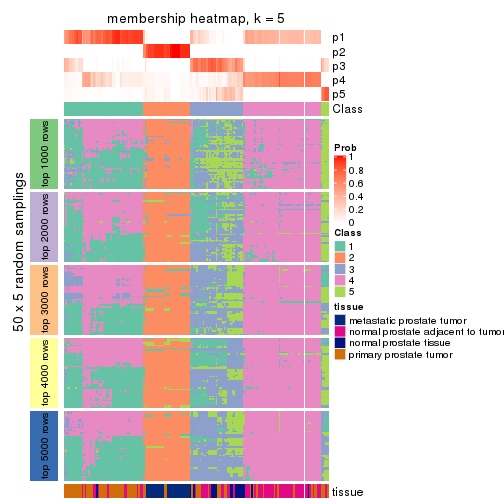 membership heatmap, k = 5
p1
p2
p3
p4
p5
Class
50 x 5 random samplings
top 1000 rows
top 2000 rows
top 3000 rows
top 4000 rows
top 5000 rows
Prob
1
0.8
0.6
0.4
0.2
0
Class
1
2
3
4
5
tissue
metastatic prostate tumor
normal prostate adjacent to tumor
normal prostate tissue
primary prostate tumor
tissue